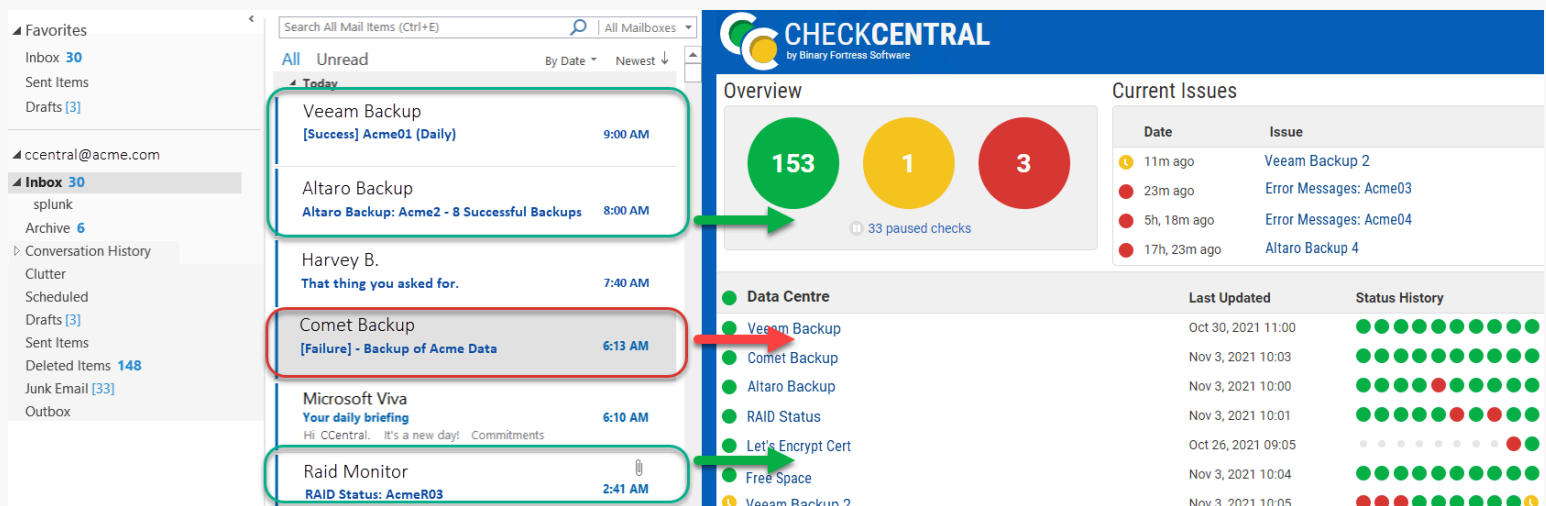 Favorites
Inbox 30
Sent Items
Drafts [3]
ccentral@acme.com
Inbox 30
splunk
Archive 6
Conversation History
Clutter
Scheduled
Drafts [3]
Sent Items
Deleted Items 148
Junk Email [33]
Outbox
Search All Mail Items (Ctrl+E)
All Mailboxes
All Unread
By Date Newest
Today
Veeam Backup
[Success] Acme01 (Daily) 9:00 AM
Altaro Backup
Altaro Backup: Acme2 - 8 Successful Backups 8:00 AM
Harvey B.
That thing you asked for. 7:40 AM
Comet Backup
[Failure] - Backup of Acme Data 6:13 AM
Microsoft Viva
Your daily briefing 6:10 AM
Hi CCentral. It's a new day! Commitments
Raid Monitor
RAID Status: AcmeR03 2:41 AM
CHECKCENTRAL
by Binary Fortress Software
Overview
153 1 3
33 paused checks
Current Issues
Date Issue
11m ago Veeam Backup 2
23m ago Error Messages: Acme03
5h, 18m ago Error Messages: Acme04
17h, 23m ago Altaro Backup 4
Data Centre Last Updated Status History
Veeam Backup Oct 30, 2021 11:00
Comet Backup Nov 3, 2021 10:03
Altaro Backup Nov 3, 2021 10:00
RAID Status Nov 3, 2021 10:01
Let's Encrypt Cert Oct 26, 2021 09:05
Free Space Nov 3, 2021 10:04
Veeam Backup 2 Nov 3, 2021 10:05